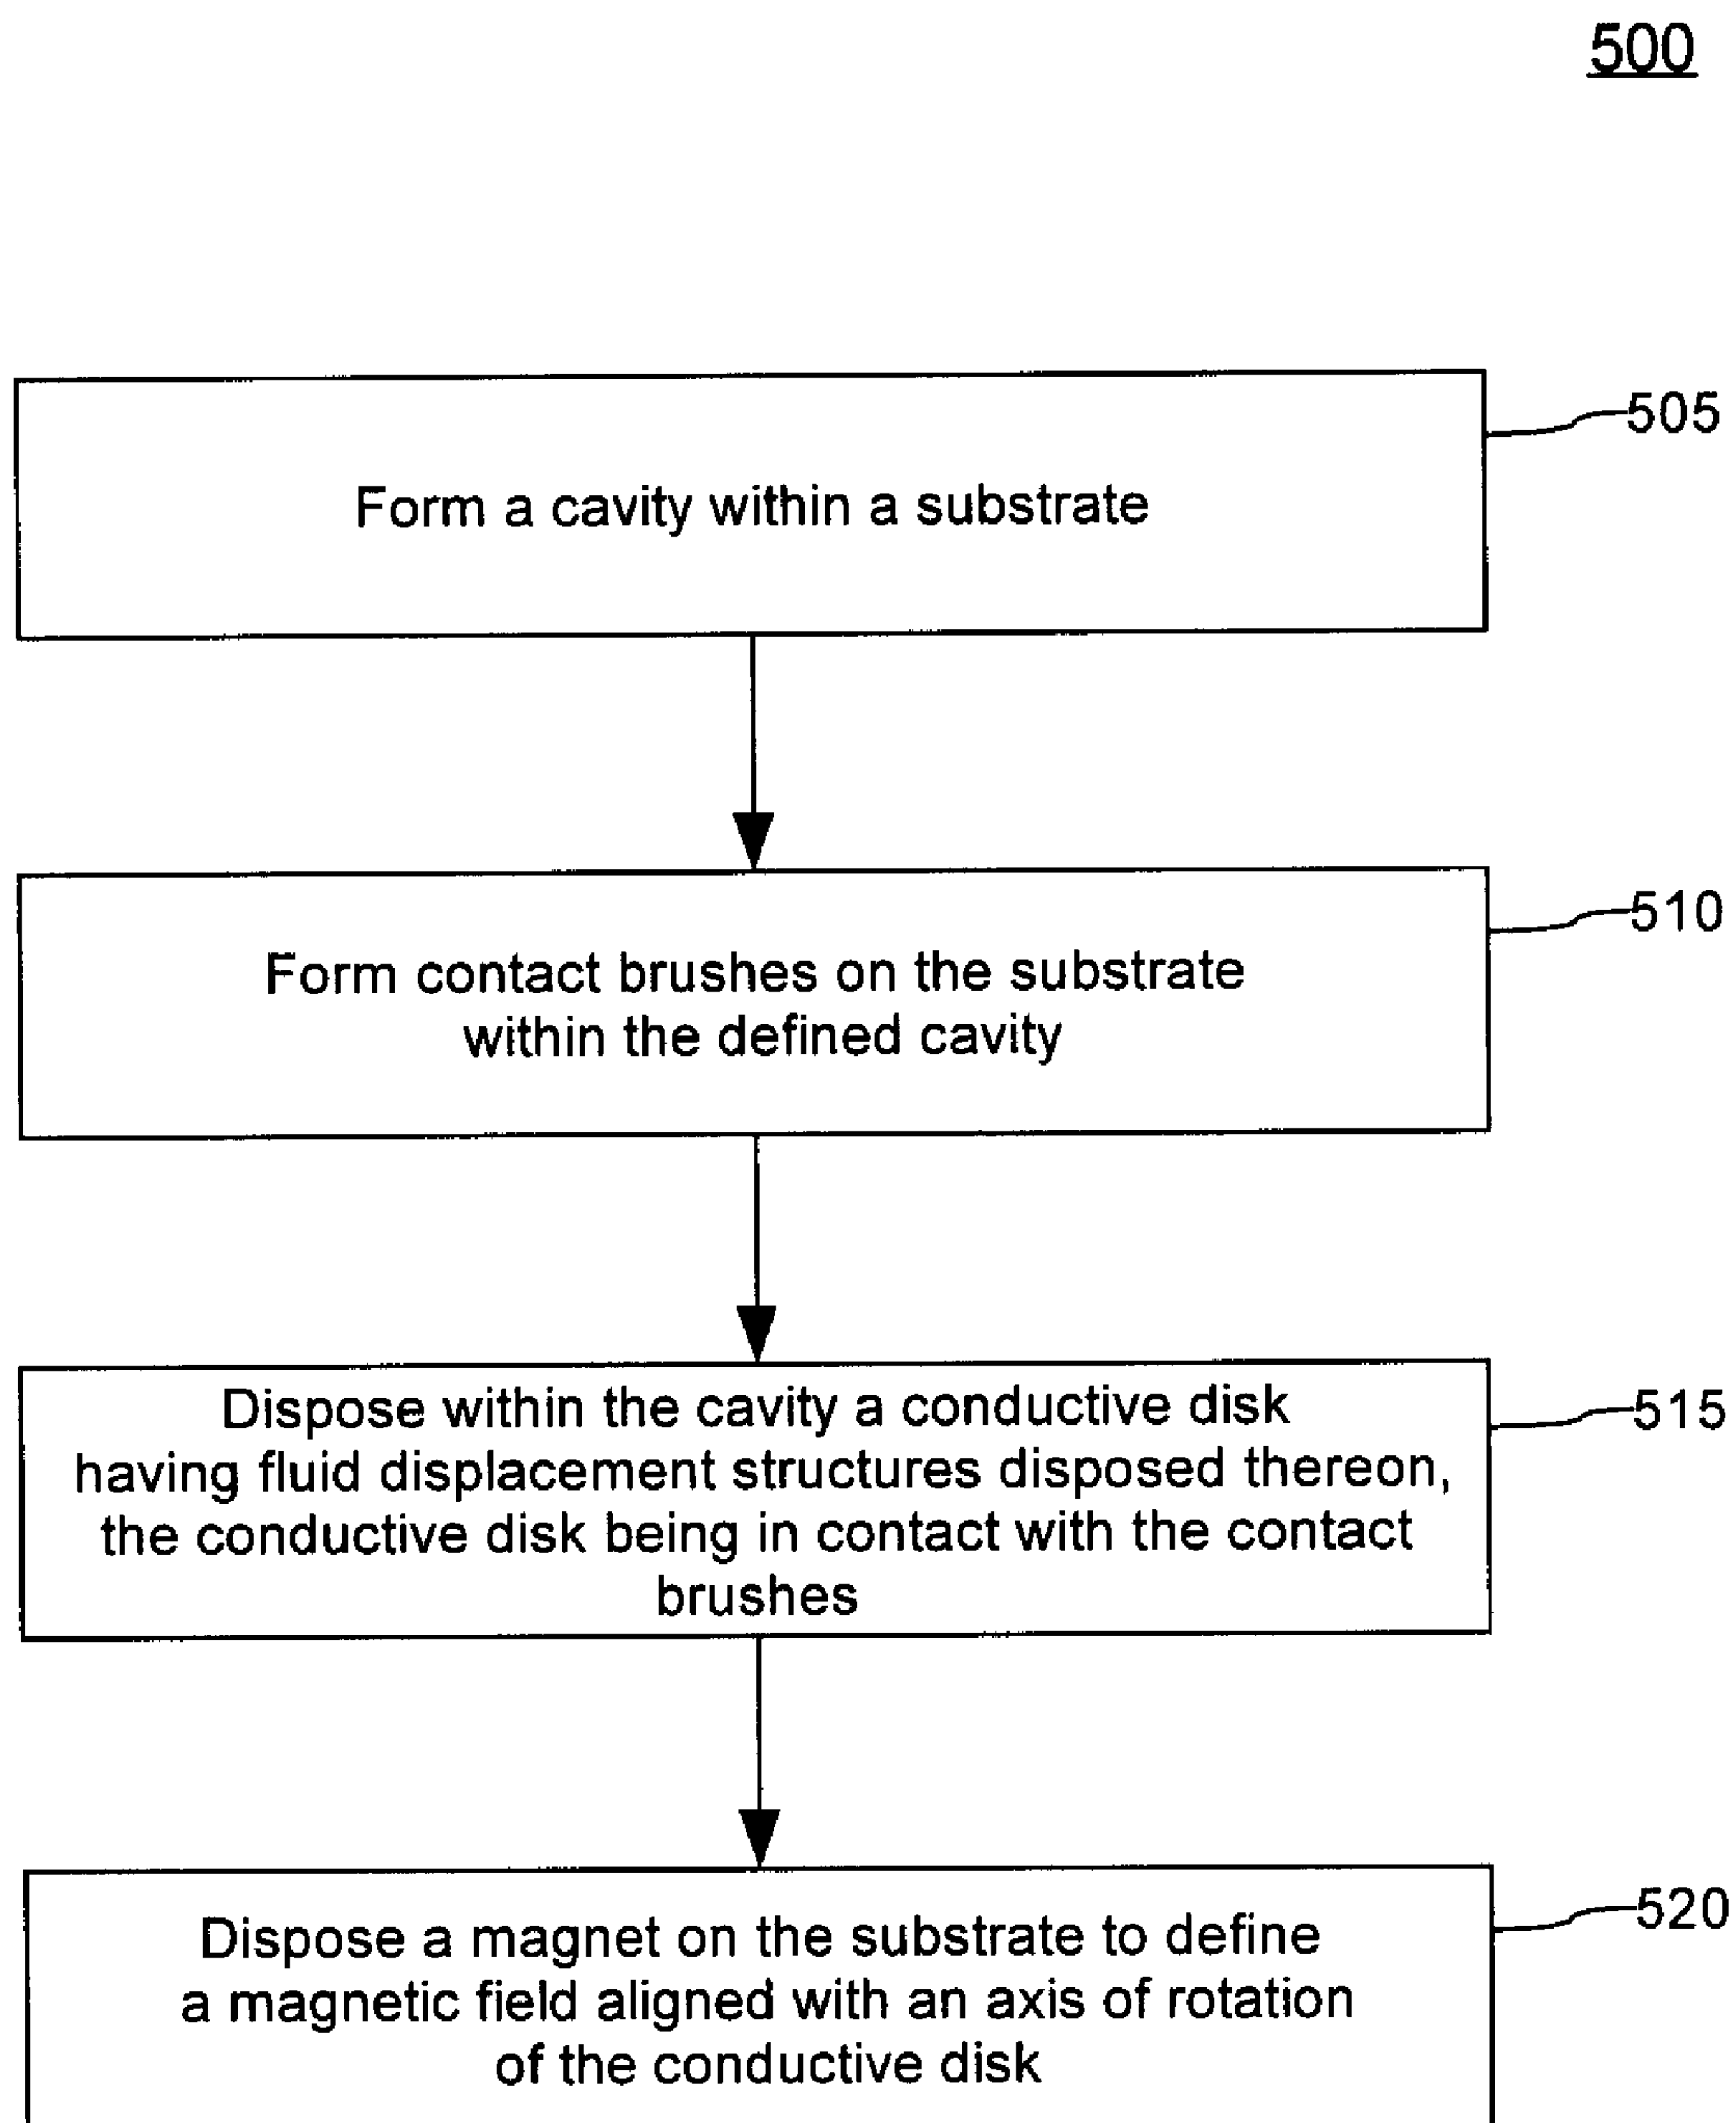 500
505
Form a cavity within a substrate
510
Form contact brushes on the substrate
within the defined cavity
515
Dispose within the cavity a conductive disk
having fluid displacement structures disposed thereon,
the conductive disk being in contact with the contact
brushes
520
Dispose a magnet on the substrate to define
a magnetic field aligned with an axis of rotation
of the conductive disk